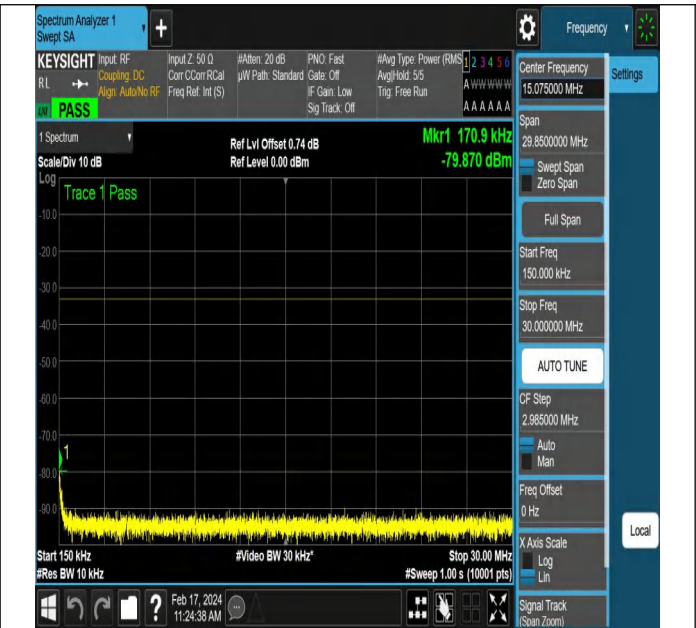 Spectrum Analyzer 1
Swept SA
+
Frequency
KEYSIGHT
RL
PASS
Input: RF
Coupling: DC
Align: Auto/No RF
Input Z: 50 Ω
Corr CCorr RCal
Freq Ref: Int (S)
#Atten: 20 dB
µW Path: Standard
PNO: Fast
Gate: Off
IF Gain: Low
Sig Track: Off
#Avg Type: Power (RMS
Avg|Hold: 5/5
Trig: Free Run
1 2 3 4 5 6
A W W W W W
A A A A A A
1 Spectrum
Scale/Div 10 dB
Ref Lvl Offset 0.74 dB
Ref Level 0.00 dBm
Mkr1 170.9 kHz
-79.870 dBm
Log
Trace 1 Pass
-10.0
-20.0
-30.0
-40.0
-50.0
-60.0
-70.0
1
-80.0
-90.0
Start 150 kHz
#Video BW 30 kHz*
Stop 30.00 MHz
#Res BW 10 kHz
#Sweep 1.00 s (10001 pts)
?
Feb 17, 2024
11:24:38 AM
Center Frequency
15.075000 MHz
Settings
Span
29.8500000 MHz
Swept Span
Zero Span
Full Span
Start Freq
150.000 kHz
Stop Freq
30.000000 MHz
AUTO TUNE
CF Step
2.985000 MHz
Auto
Man
Freq Offset
0 Hz
Local
X Axis Scale
Log
Lin
Signal Track
(Span Zoom)